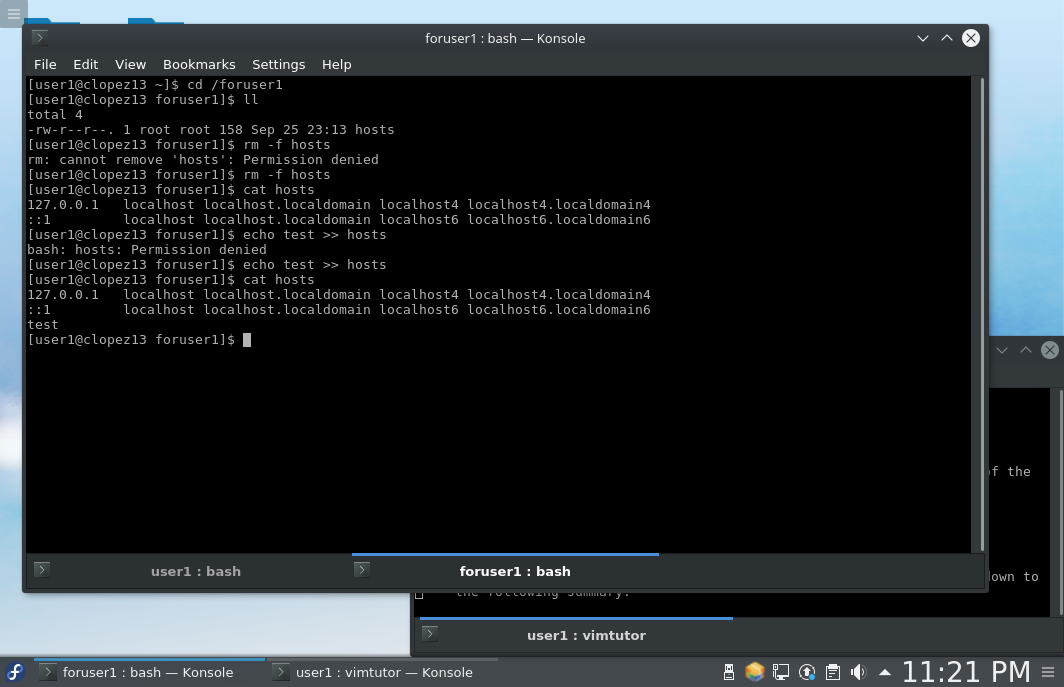 foruser1 : bash — Konsole
File Edit View Bookmarks Settings Help
[user1@clopez13 ~]$ cd /foruser1
[user1@clopez13 foruser1]$ ll
total 4
-rw-r--r--. 1 root root 158 Sep 25 23:13 hosts
[user1@clopez13 foruser1]$ rm -f hosts
rm: cannot remove 'hosts': Permission denied
[user1@clopez13 foruser1]$ rm -f hosts
[user1@clopez13 foruser1]$ cat hosts
127.0.0.1   localhost localhost.localdomain localhost4 localhost4.localdomain4
::1         localhost localhost.localdomain localhost6 localhost6.localdomain6
[user1@clopez13 foruser1]$ echo test >> hosts
bash: hosts: Permission denied
[user1@clopez13 foruser1]$ echo test >> hosts
[user1@clopez13 foruser1]$ cat hosts
127.0.0.1   localhost localhost.localdomain localhost4 localhost4.localdomain4
::1         localhost localhost.localdomain localhost6 localhost6.localdomain6
test
[user1@clopez13 foruser1]$
of the
down to
user1 : bash
foruser1 : bash
the following summary.
user1 : vimtutor
foruser1 : bash — Konsole
user1 : vimtutor — Konsole
11:21 PM